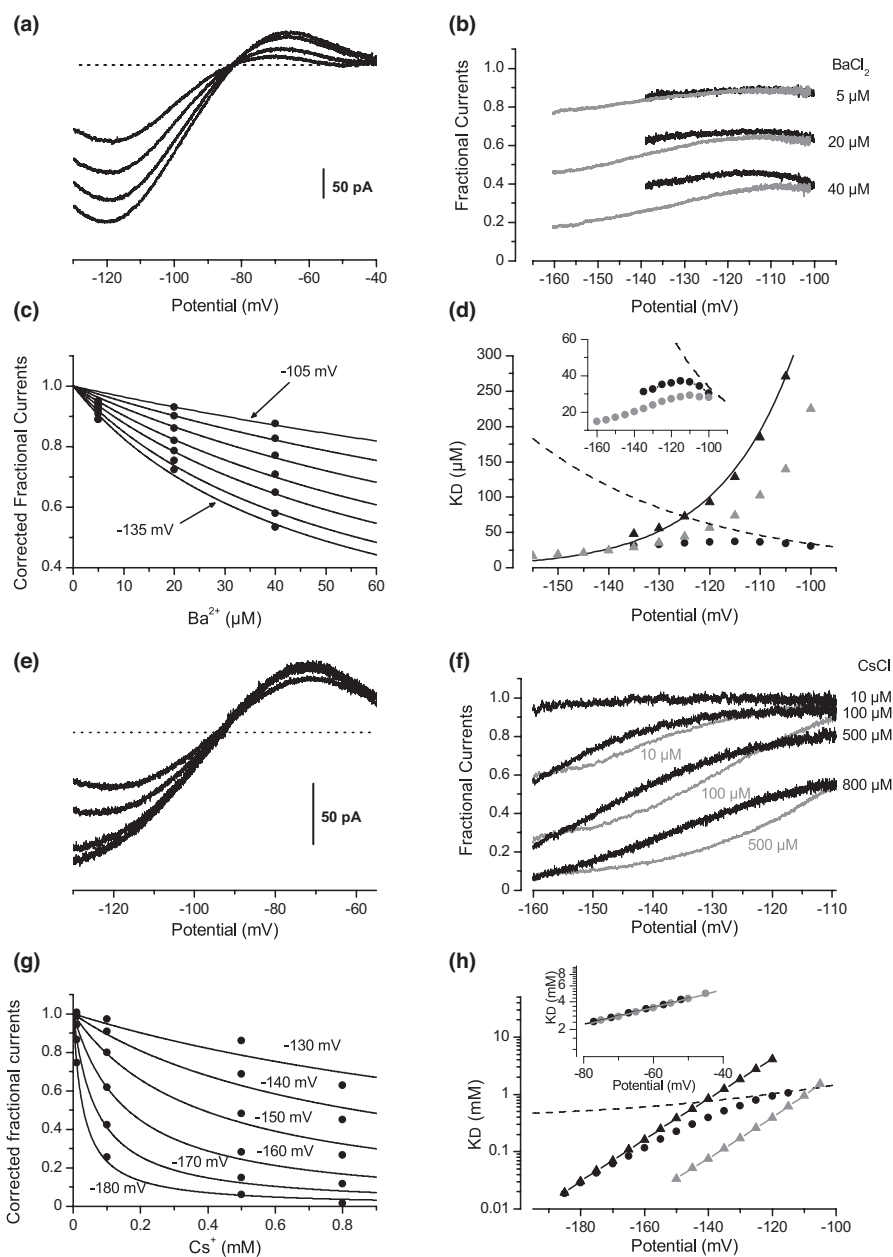 (a)
50 pA
-120 -100 -80 -60 -40
Potential (mV)
(b)
Fractional Currents
1.0
0.8
0.6
0.4
0.2
0
BaCl2
5 µM
20 µM
40 µM
-160 -150 -140 -130 -120 -110 -100
Potential (mV)
(c)
Corrected Fractional Currents
1.0
0.8
0.6
0.4
-105 mV
-135 mV
0 10 20 30 40 50 60
Ba2+ (µM)
(d)
KD (µM)
300
250
200
150
100
50
0
60
40
20
-160 -140 -120 -100
-150 -140 -130 -120 -110 -100
Potential (mV)
(e)
50 pA
-120 -100 -80 -60
Potential (mV)
(f)
Fractional Currents
1.0
0.8
0.6
0.4
0.2
0
CsCl
10 µM
100 µM
500 µM
800 µM
10 µM
100 µM
500 µM
-160 -150 -140 -130 -120 -110
Potential (mV)
(g)
Corrected fractional currents
1.0
0.8
0.6
0.4
0.2
0
-130 mV
-140 mV
-150 mV
-160 mV
-170 mV
-180 mV
0 0.2 0.4 0.6 0.8
Cs+ (mM)
(h)
KD (mM)
8
6
4
2
-80 -60 -40
Potential (mV)
KD (mM)
10
1
0.1
0.01
-180 -160 -140 -120 -100
Potential (mV)